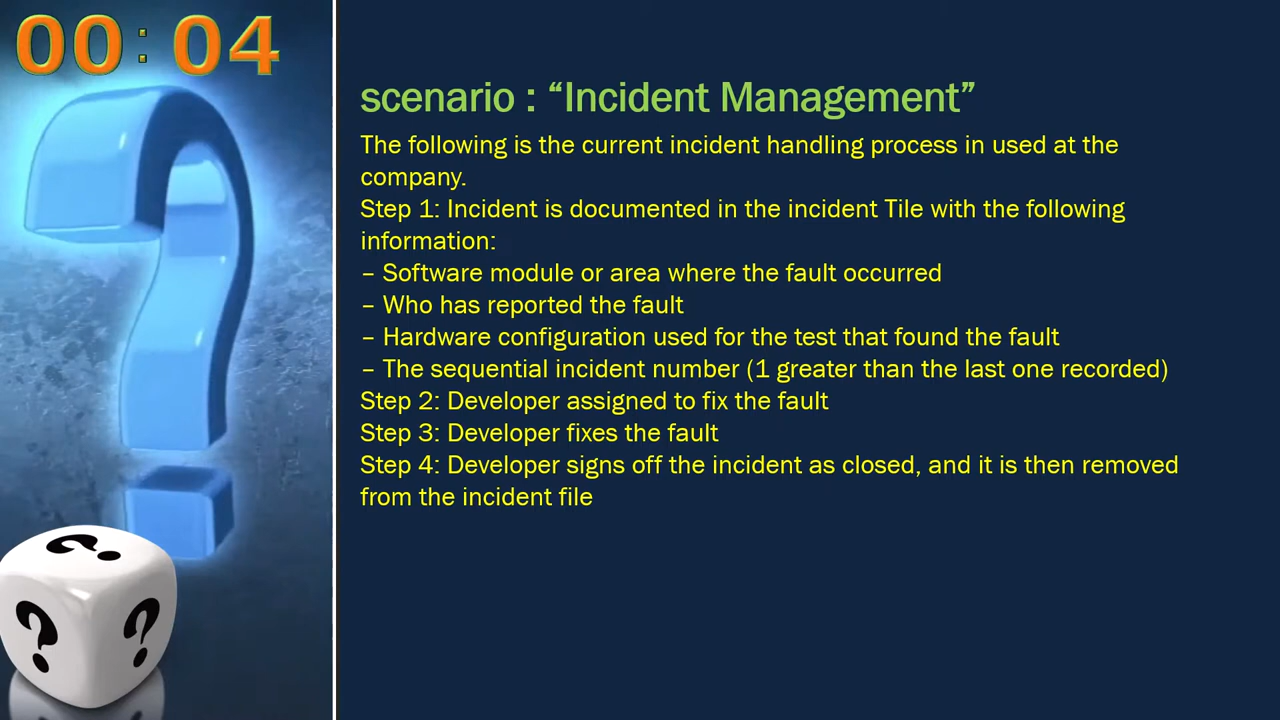 00:04
scenario : “Incident Management”
The following is the current incident handling process in used at the
company.
Step 1: Incident is documented in the incident Tile with the following
information:
– Software module or area where the fault occurred
– Who has reported the fault
– Hardware configuration used for the test that found the fault
– The sequential incident number (1 greater than the last one recorded)
Step 2: Developer assigned to fix the fault
Step 3: Developer fixes the fault
Step 4: Developer signs off the incident as closed, and it is then removed
from the incident file